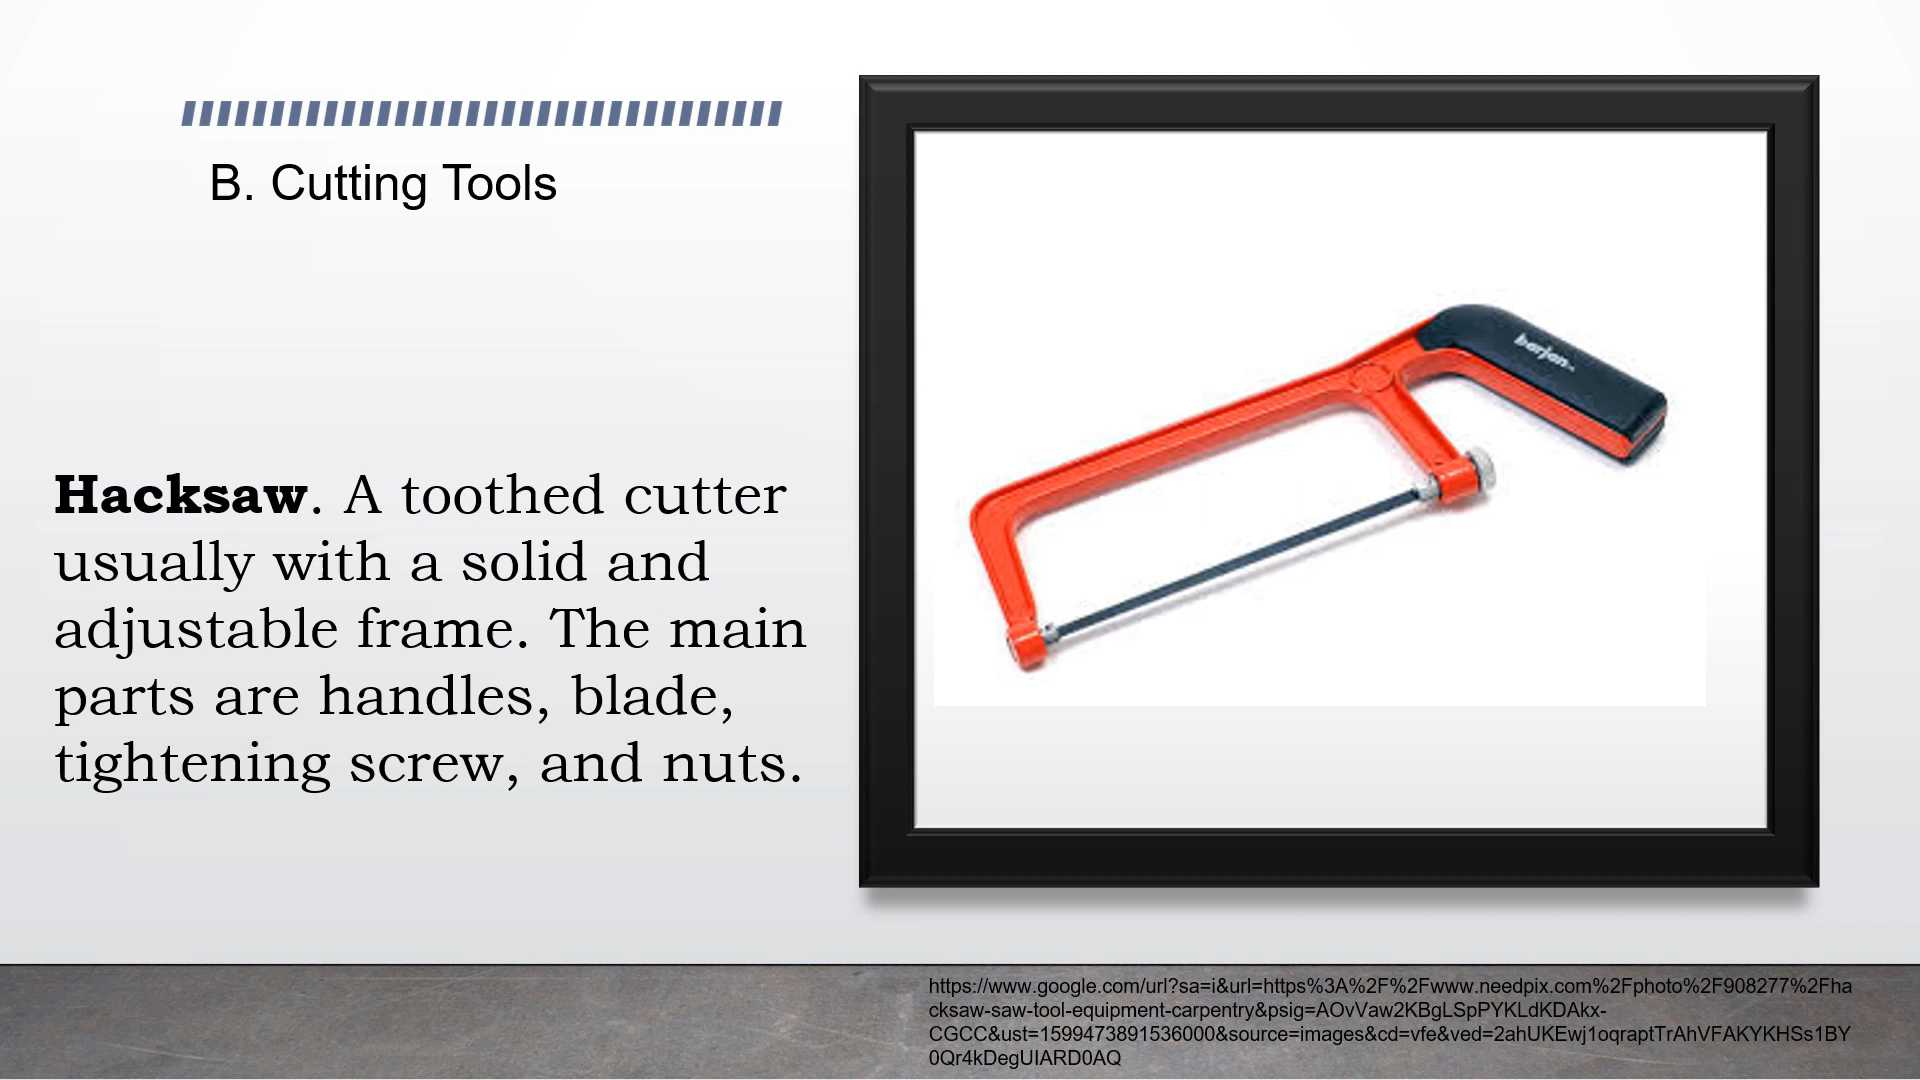 B. Cutting Tools
Hacksaw. A toothed cutter
usually with a solid and
adjustable frame. The main
parts are handles, blade,
tightening screw, and nuts.
barjan
https://www.google.com/url?sa=i&url=https%3A%2F%2Fwww.needpix.com%2Fphoto%2F908277%2Fha
cksaw-saw-tool-equipment-carpentry&psig=AOvVaw2KBgLSpPYKLdKDAkx-
CGCC&ust=1599473891536000&source=images&cd=vfe&ved=2ahUKEwj1oqraptTrAhVFAKYKHSs1BY
0Qr4kDegUIARD0AQ